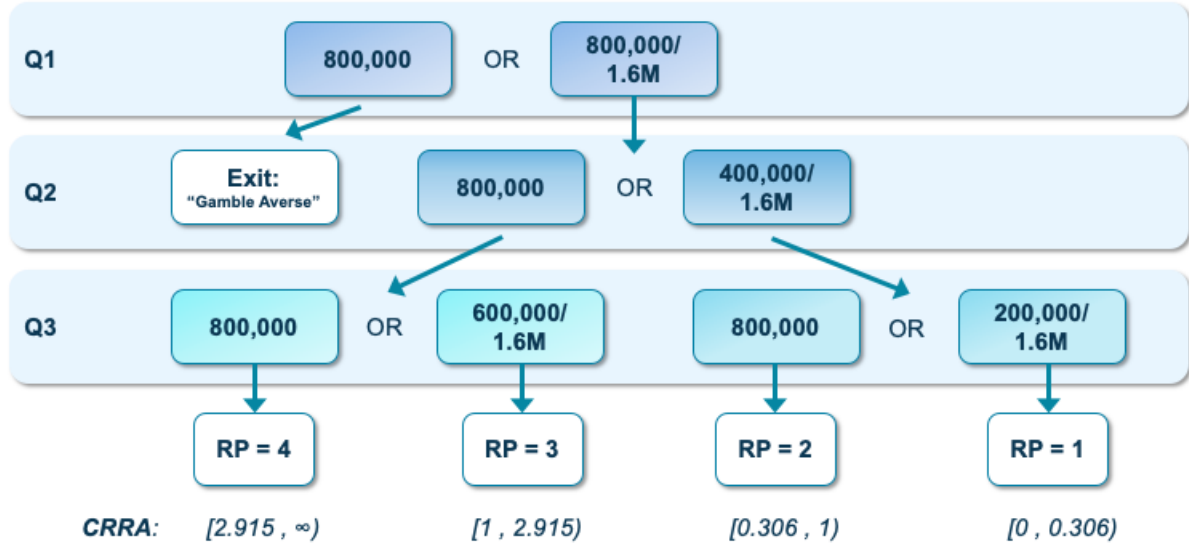 Q1
800,000
OR
800,000/
1.6M
Q2
Exit:
“Gamble Averse”
800,000
OR
400,000/
1.6M
Q3
800,000
OR
600,000/
1.6M
800,000
OR
200,000/
1.6M
RP = 4
RP = 3
RP = 2
RP = 1
CRRA: [2.915 , ∞) [1 , 2.915) [0.306 , 1) [0 , 0.306)